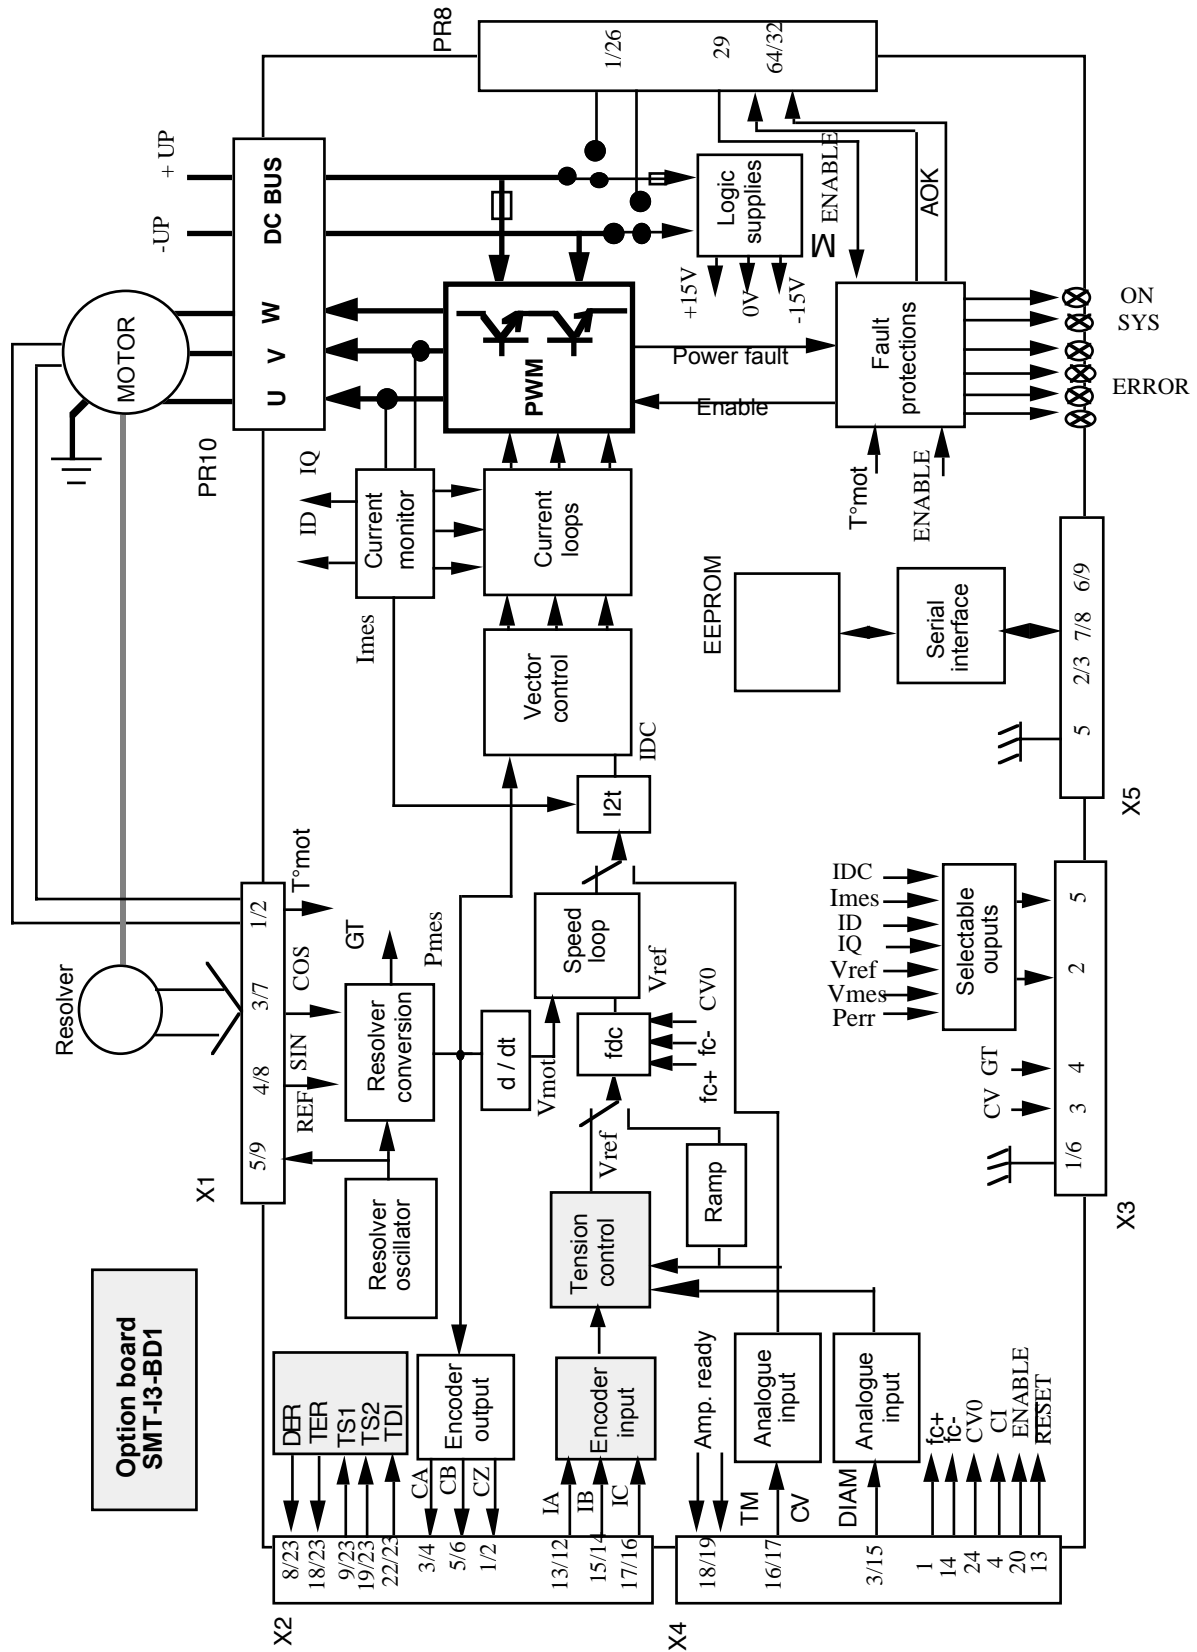 Option board
SMT-I3-BD1
X1
Resolver
5/9
4/8
3/7
1/2
REF
SIN
COS
T°mot
MOTOR
PR10
U
V
W
DC BUS
-UP
+ UP
PR8
1/26
29
64/32
Resolver
oscillator
Resolver
conversion
GT
Pmes
ID
IQ
Current
monitor
Imes
PWM
+15V
0V
-15V
Logic
supplies
M
ENABLE
AOK
Power fault
Enable
Fault
protections
ON
SYS
ERROR
T°mot
ENABLE
X2
8/23
18/23
9/23
19/23
22/23
DER
TER
TS1
TS2
TDI
3/4
5/6
1/2
CA
CB
CZ
Encoder
output
13/12
15/14
17/16
IA
IB
IC
Encoder
input
Tension
control
Vref
Ramp
d / dt
Vmot
fdc
fc+
fc-
CV0
Vref
Speed
loop
I2t
IDC
Vector
control
Current
loops
EEPROM
Serial
interface
X4
18/19
16/17
3/15
1
14
24
4
20
13
Amp. ready
TM
CV
Analogue
input
DIAM
Analogue
input
fc+
fc-
CV0
CI
ENABLE
RESET
X3
1/6
3
4
2
5
CV
GT
IDC
Imes
ID
IQ
Vref
Vmes
Perr
Selectable
ouputs
X5
5
2/3
7/8
6/9